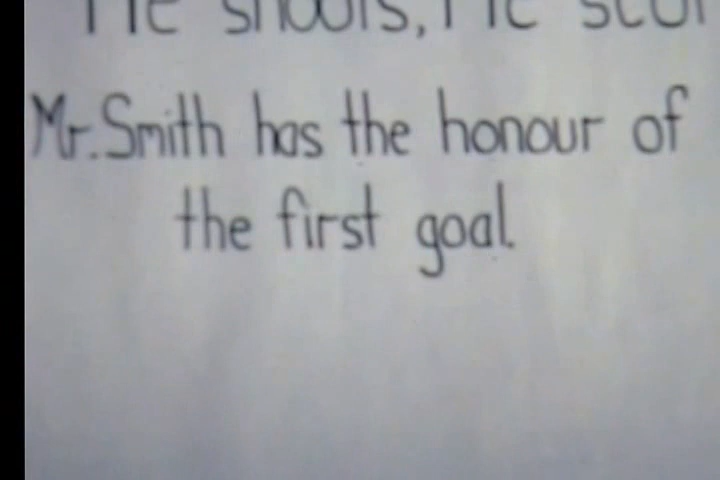 He shoots, He
Mr. Smith has the honour of
the first goal.